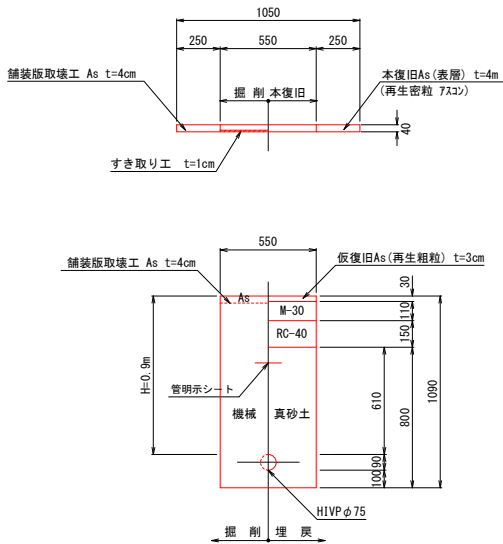 1050
250
550
250
舗装版取壊工 As t=4cm
掘 削
本復旧
本復旧As(表層) t=4m
(再生密粒 アスコン)
40
すき取り工 t=1cm
550
舗装版取壊工 As t=4cm
仮復旧As(再生粗粒) t=3cm
As
M-30
RC-40
30
110
150
H=0.9m
管明示シート
機械
真砂土
610
800
1090
90
100
HIVPφ75
掘 削
埋 戻